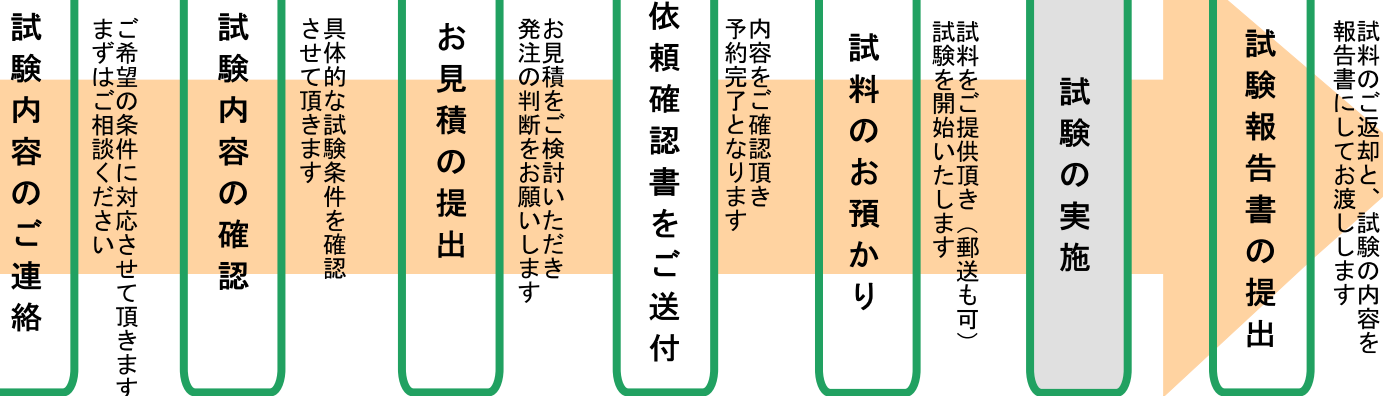 試験内容のご連絡
ご希望の条件に対応させて頂きます
まずはご相談ください
試験内容の確認
具体的な試験条件を確認
させて頂きます
お見積の提出
お見積をご検討いただき
発注の判断をお願いします
依頼確認書をご送付
内容をご確認頂き
予約完了となります
試料のお預かり
試料をご提供頂き（郵送も可）
試験を開始いたします
試験の実施
試験報告書の提出
試料のご返却と、試験の内容を
報告書にしてお渡しします